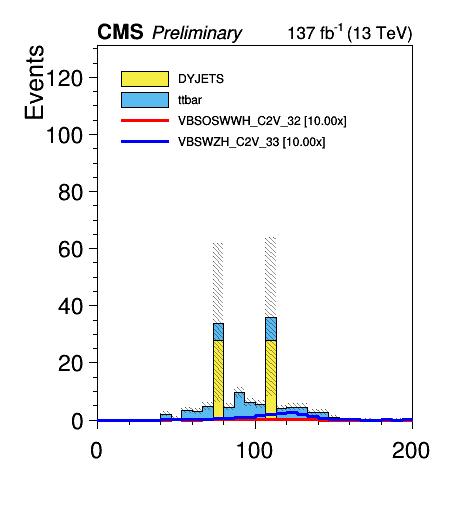 CMS Preliminary 137 fb-1 (13 TeV)
Events
DYJETS
ttbar
VBSOSWWH_C2V_32 [10.00x]
VBSWZH_C2V_33 [10.00x]
120
100
80
60
40
20
0
0 100 200